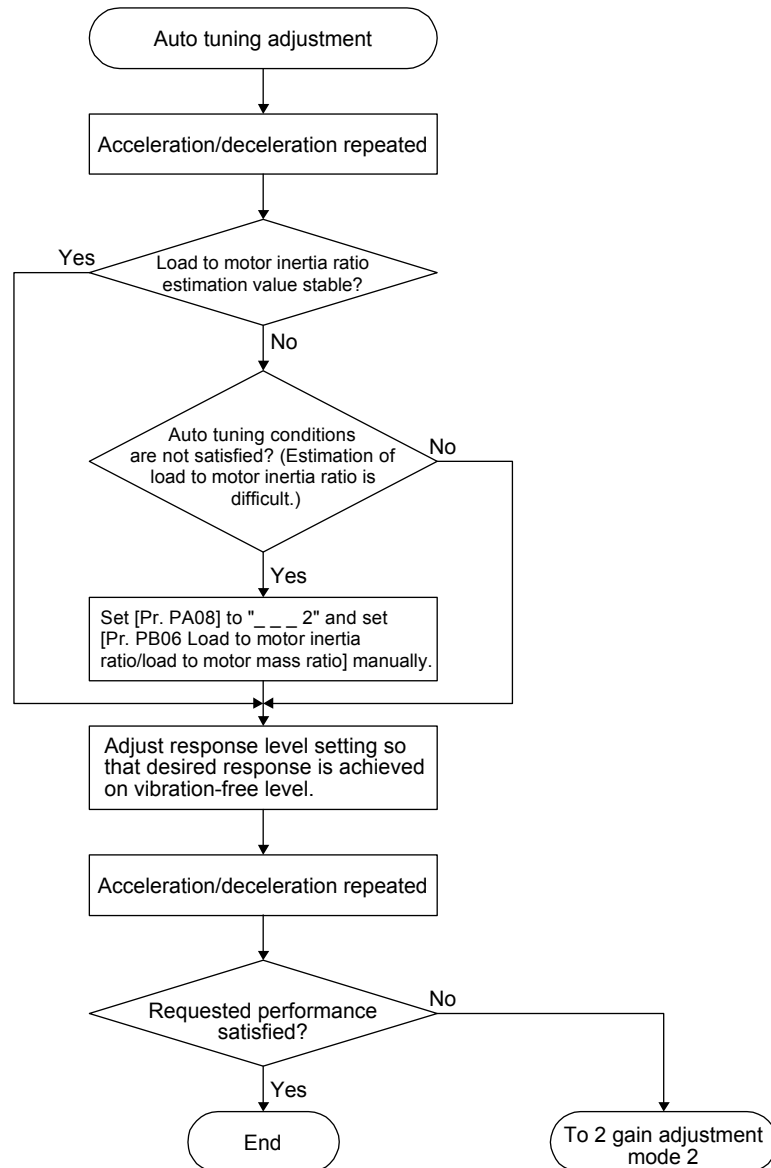 Auto tuning adjustment
Acceleration/deceleration repeated
Yes
Load to motor inertia ratio
estimation value stable?
No
Auto tuning conditions
are not satisfied? (Estimation of
load to motor inertia ratio is
difficult.)
No
Yes
Set [Pr. PA08] to "_ _ _ 2" and set
[Pr. PB06 Load to motor inertia
ratio/load to motor mass ratio] manually.
Adjust response level setting so
that desired response is achieved
on vibration-free level.
Acceleration/deceleration repeated
Requested performance
satisfied?
No
Yes
End
To 2 gain adjustment
mode 2